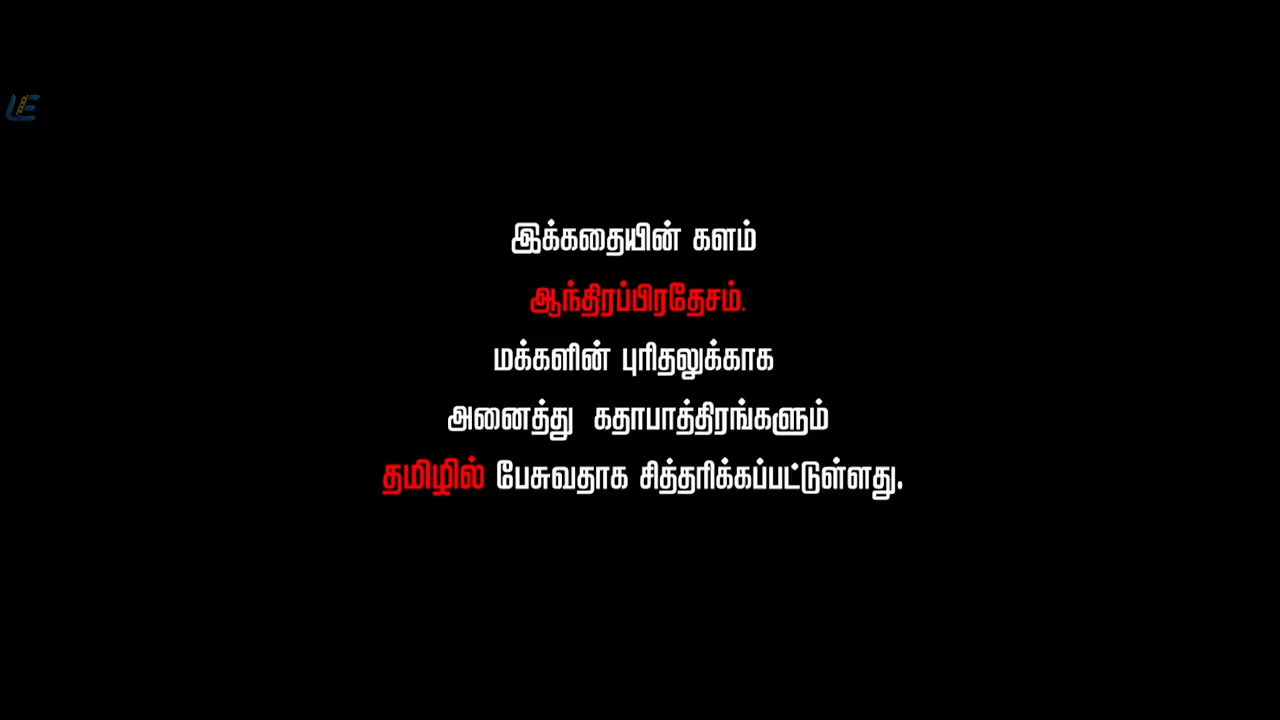 LE
இக்கதையின் களம்
ஆந்திரப்பிரதேசம்.
மக்களின் புரிதலுக்காக
அனைத்து கதாபாத்திரங்களும்
தமிழில் பேசுவதாக சித்தரிக்கப்பட்டுள்ளது.